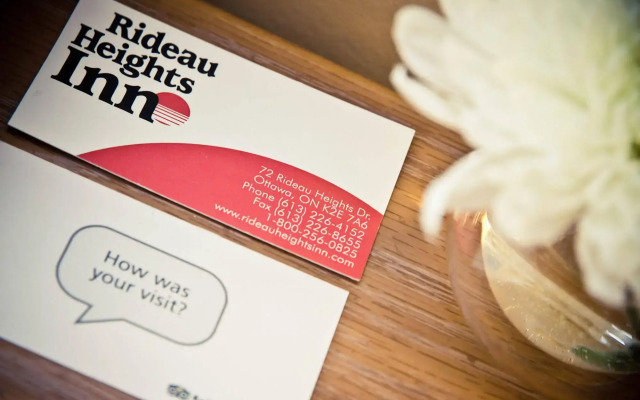 Rideau
Heights
Inn
72 Rideau Heights Dr.
Ottawa, ON K2E 7A6
Phone (613) 226-4152
Fax (613) 226-8655
1-800-256-0825
www.rideauheightsinn.com
How was
your visit?